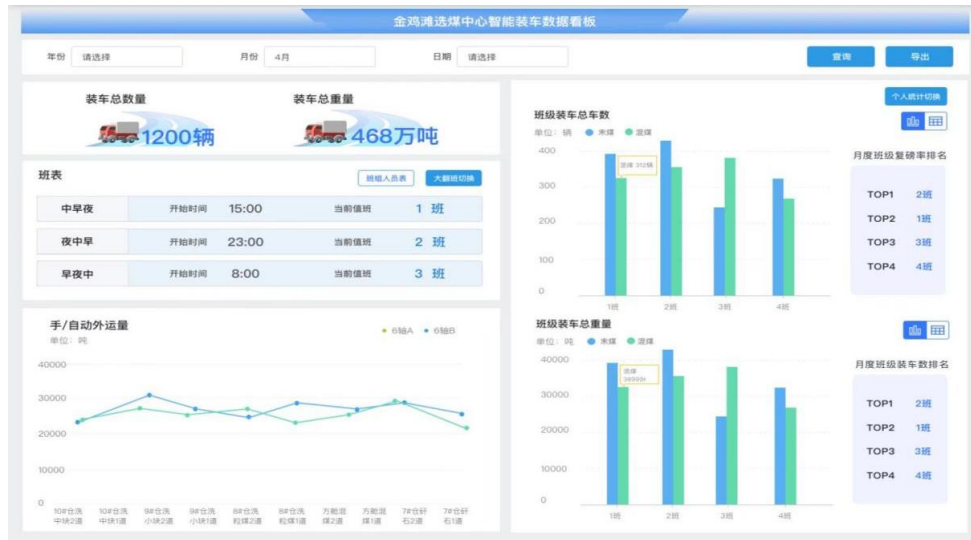 金鸡滩选煤中心智能装车数据看板
年份 请选择 月份 4月 日期 请选择 查询 导出
装车总数量 装车总重量
1200辆 468万吨
班表 班组人员表 大翻班切换
中早夜 开始时间 15:00 当前值班 1 班
夜中早 开始时间 23:00 当前值班 2 班
早夜中 开始时间 8:00 当前值班 3 班
手/自动外运量
单位: 吨
6轴A 6轴B
40000
30000
20000
10000
0
10#仓洗中块2道 10#仓洗中块1道 9#仓洗小块2道 9#仓洗小块1道 8#仓洗粒煤2道 8#仓洗粒煤1道 方能混煤2道 方能混煤1道 7#仓矸石2道 7#仓矸石1道
个人统计切换
班级装车总车数
单位: 辆 末煤 混煤
400
300
200
100
0
混煤 312辆
1班 2班 3班 4班
月度班级复磅率排名
TOP1 2班
TOP2 1班
TOP3 3班
TOP4 4班
班级装车总重量
单位: 吨 末煤 混煤
40000
30000
20000
10000
0
混煤
38999t
1班 2班 3班 4班
月度班级装车数排名
TOP1 2班
TOP2 1班
TOP3 3班
TOP4 4班